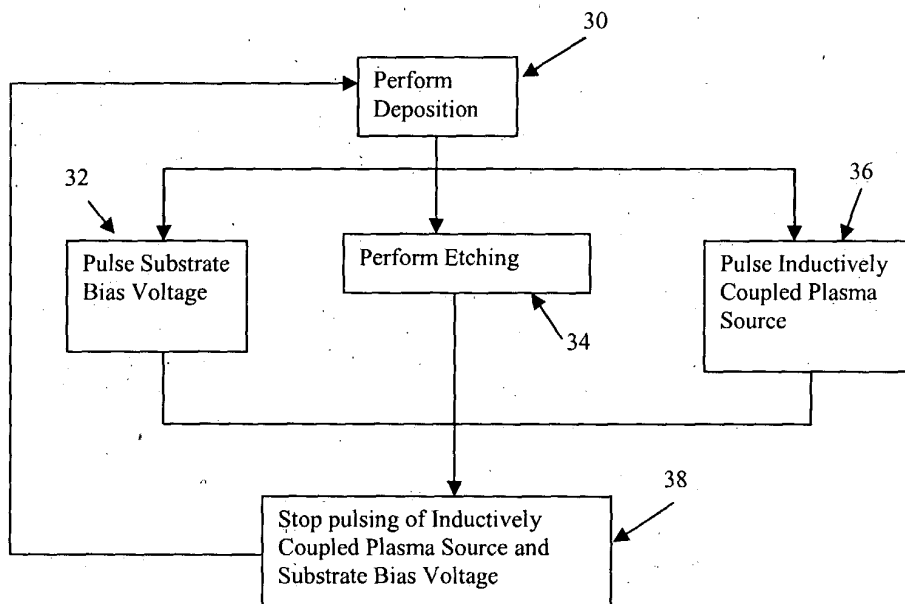 30
Perform
Deposition
32
36
Pulse Substrate
Bias Voltage
Perform Etching
Pulse Inductively
Coupled Plasma
Source
34
38
Stop pulsing of Inductively
Coupled Plasma Source and
Substrate Bias Voltage